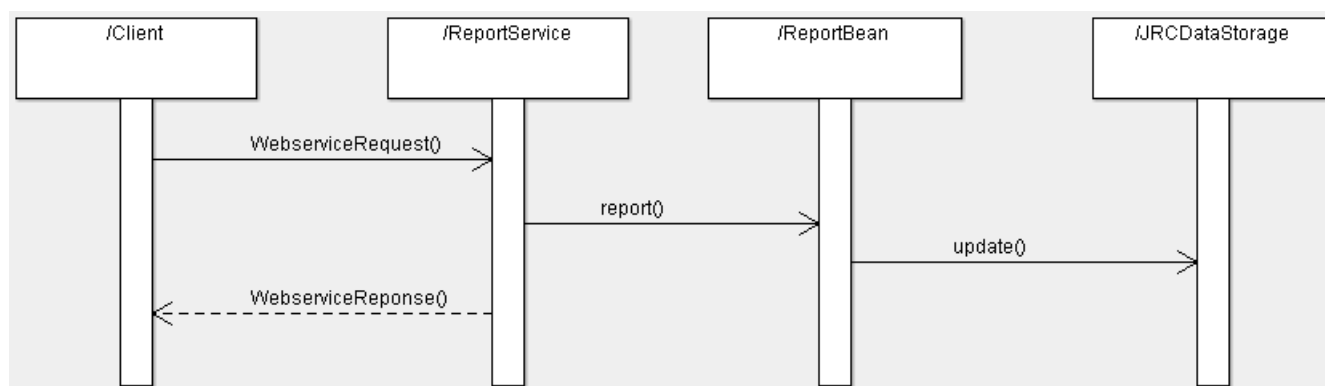 /Client
/ReportService
/ReportBean
/JRCDataStorage
WebserviceRequest()
report()
update()
WebserviceReponse()